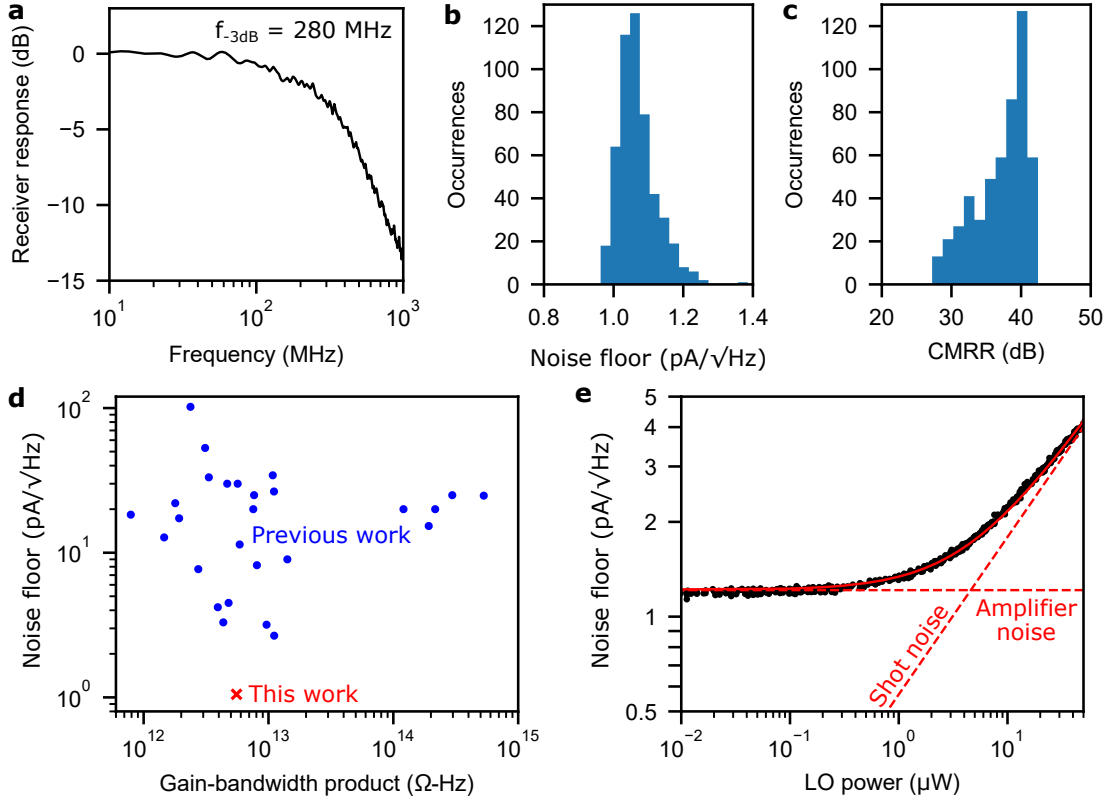 a
f-3dB = 280 MHz
Receiver response (dB)
0
−5
−10
−15
10^1
10^2
10^3
Frequency (MHz)
b
Occurrences
120
100
80
60
40
20
0
0.8
1.0
1.2
1.4
Noise floor (pA/√Hz)
c
Occurrences
120
100
80
60
40
20
0
20
30
40
50
CMRR (dB)
d
Noise floor (pA/√Hz)
10^2
10^1
10^0
Previous work
This work
10^12
10^13
10^14
10^15
Gain-bandwidth product (Ω-Hz)
e
Noise floor (pA/√Hz)
5
4
3
2
1
0.5
Shot noise
Amplifier
noise
10^−2
10^−1
10^0
10^1
LO power (µW)